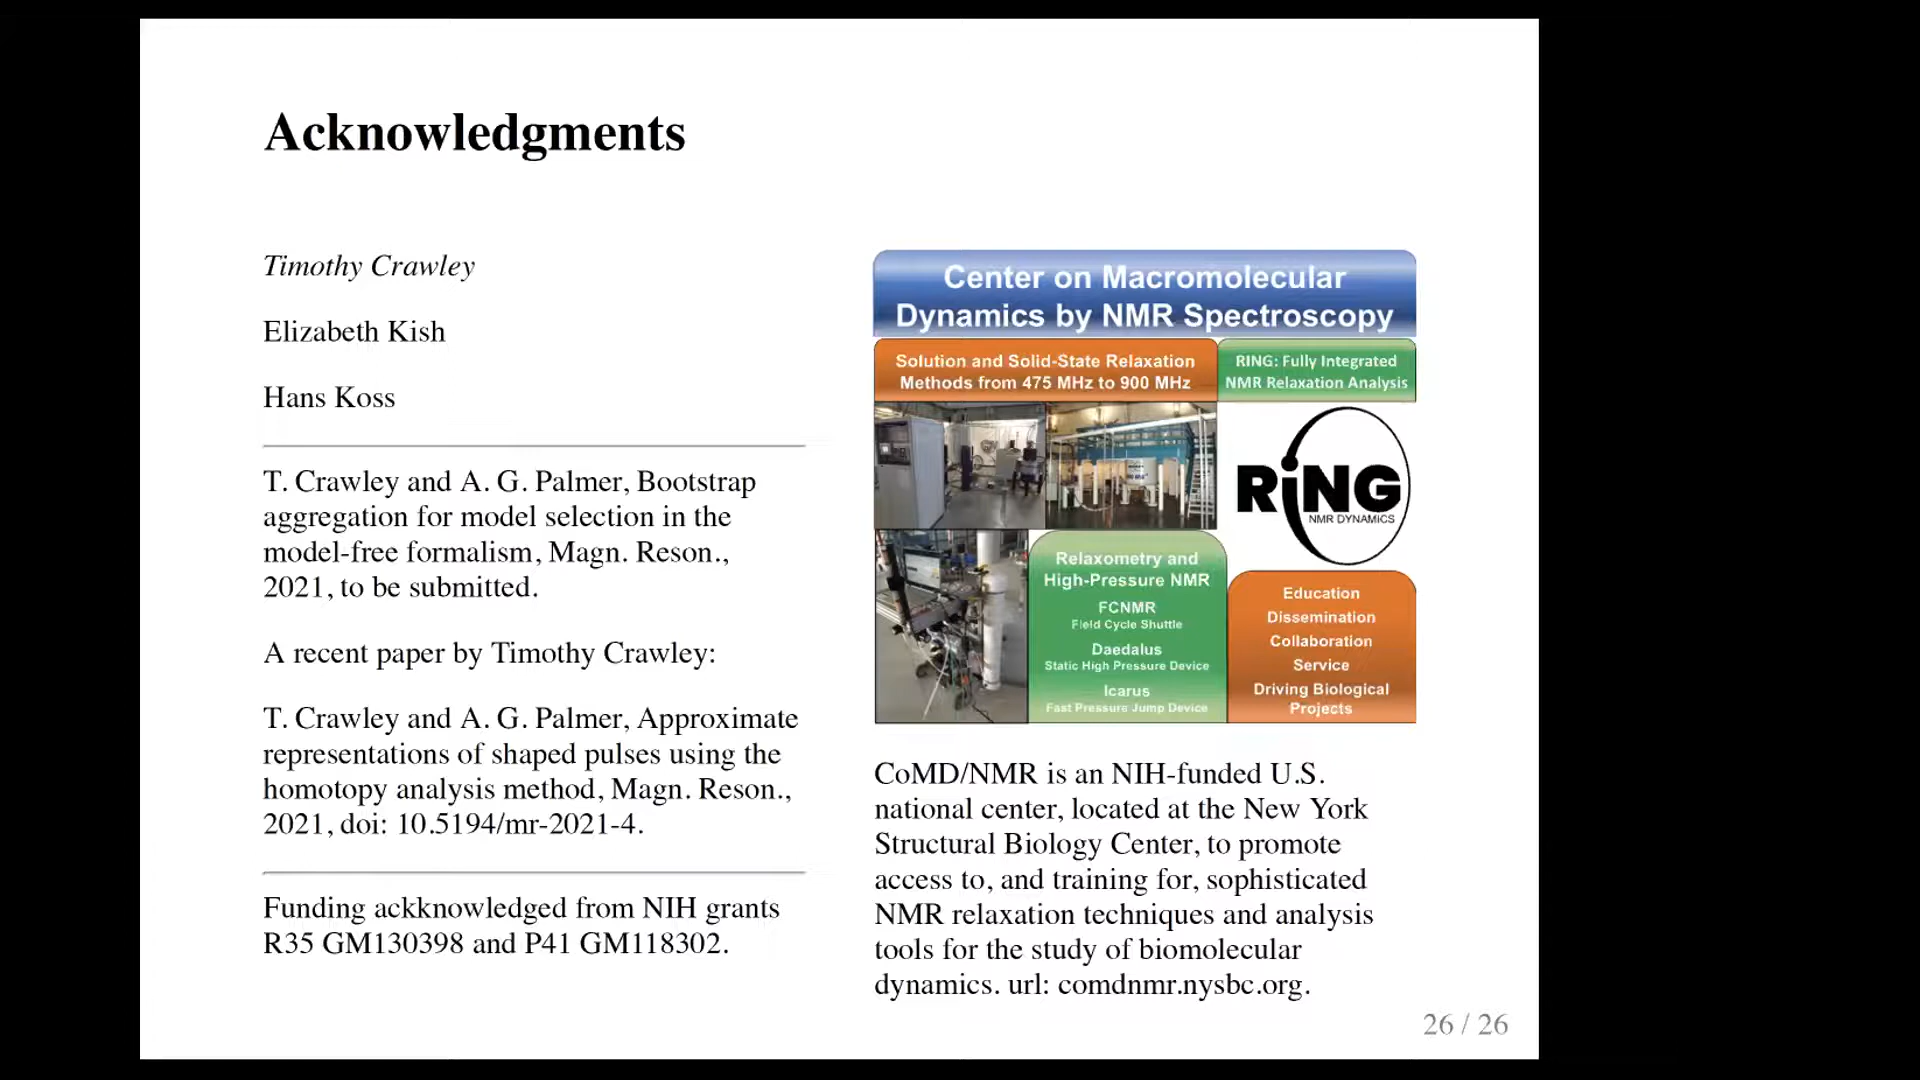 Acknowledgments
Timothy Crawley
Elizabeth Kish
Hans Koss
T. Crawley and A. G. Palmer, Bootstrap
aggregation for model selection in the
model-free formalism, Magn. Reson.,
2021, to be submitted.
A recent paper by Timothy Crawley:
T. Crawley and A. G. Palmer, Approximate
representations of shaped pulses using the
homotopy analysis method, Magn. Reson.,
2021, doi: 10.5194/mr-2021-4.
Funding ackknowledged from NIH grants
R35 GM130398 and P41 GM118302.
Center on Macromolecular
Dynamics by NMR Spectroscopy
Solution and Solid-State Relaxation
Methods from 475 MHz to 900 MHz
RING: Fully Integrated
NMR Relaxation Analysis
RiNG
NMR DYNAMICS
Relaxometry and
High-Pressure NMR
FCNMR
Field Cycle Shuttle
Daedalus
Static High Pressure Device
Icarus
Fast Pressure Jump Device
Education
Dissemination
Collaboration
Service
Driving Biological
Projects
CoMD/NMR is an NIH-funded U.S.
national center, located at the New York
Structural Biology Center, to promote
access to, and training for, sophisticated
NMR relaxation techniques and analysis
tools for the study of biomolecular
dynamics. url: comdnmr.nysbc.org.
26 / 26